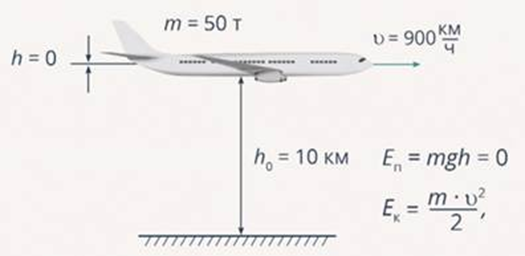 m = 50 т
υ = 900 км/ч
h = 0
h₀ = 10 км
Eп = mgh = 0
Eк = m · υ²/2,